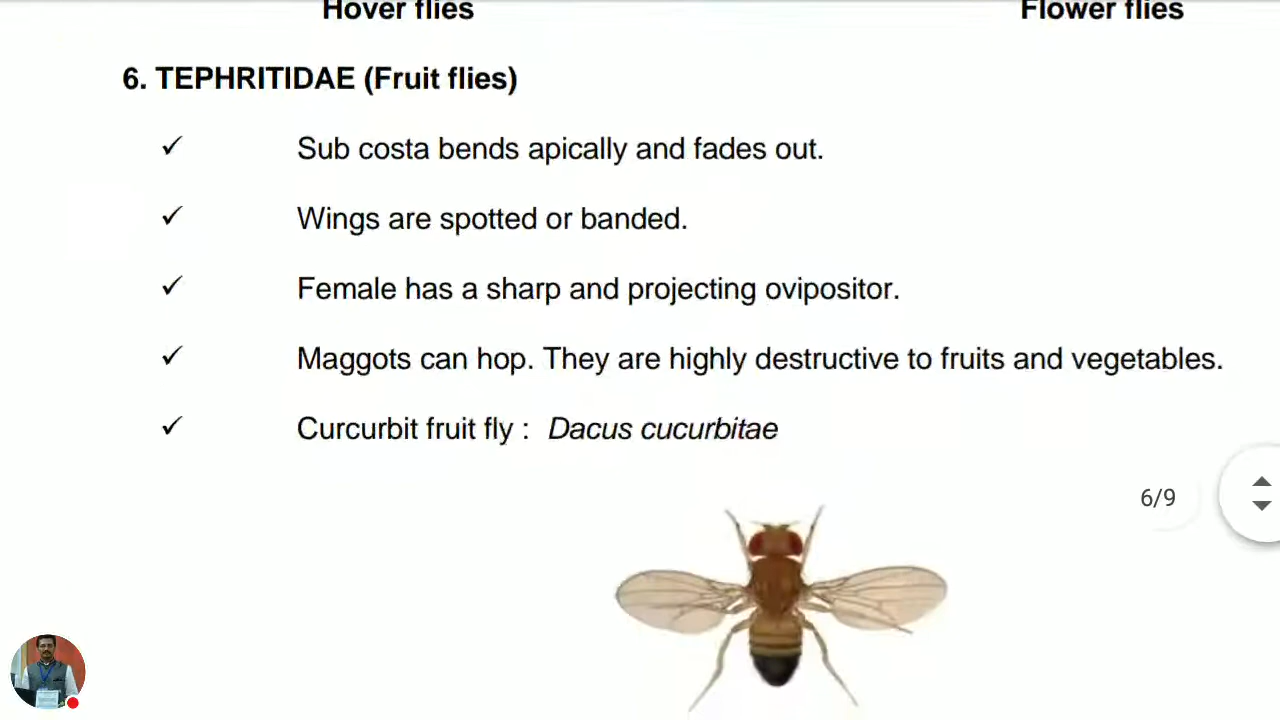 Hover flies Flower flies
6. TEPHRITIDAE (Fruit flies)
✓ Sub costa bends apically and fades out.
✓ Wings are spotted or banded.
✓ Female has a sharp and projecting ovipositor.
✓ Maggots can hop. They are highly destructive to fruits and vegetables.
✓ Curcurbit fruit fly : Dacus cucurbitae
6/9